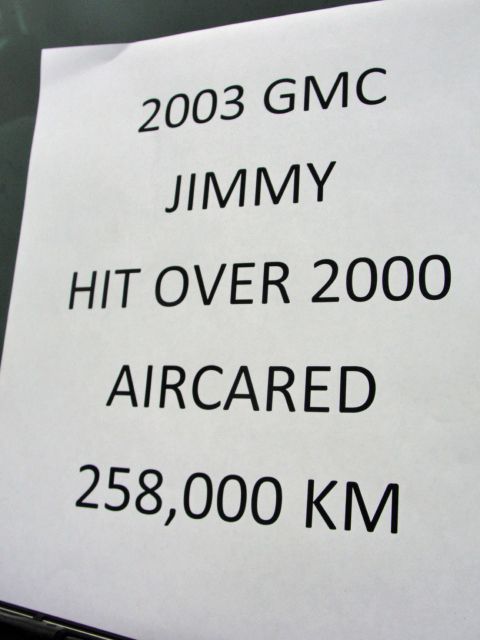 2003 GMC
JIMMY
HIT OVER 2000
AIRCARED
258,000 KM